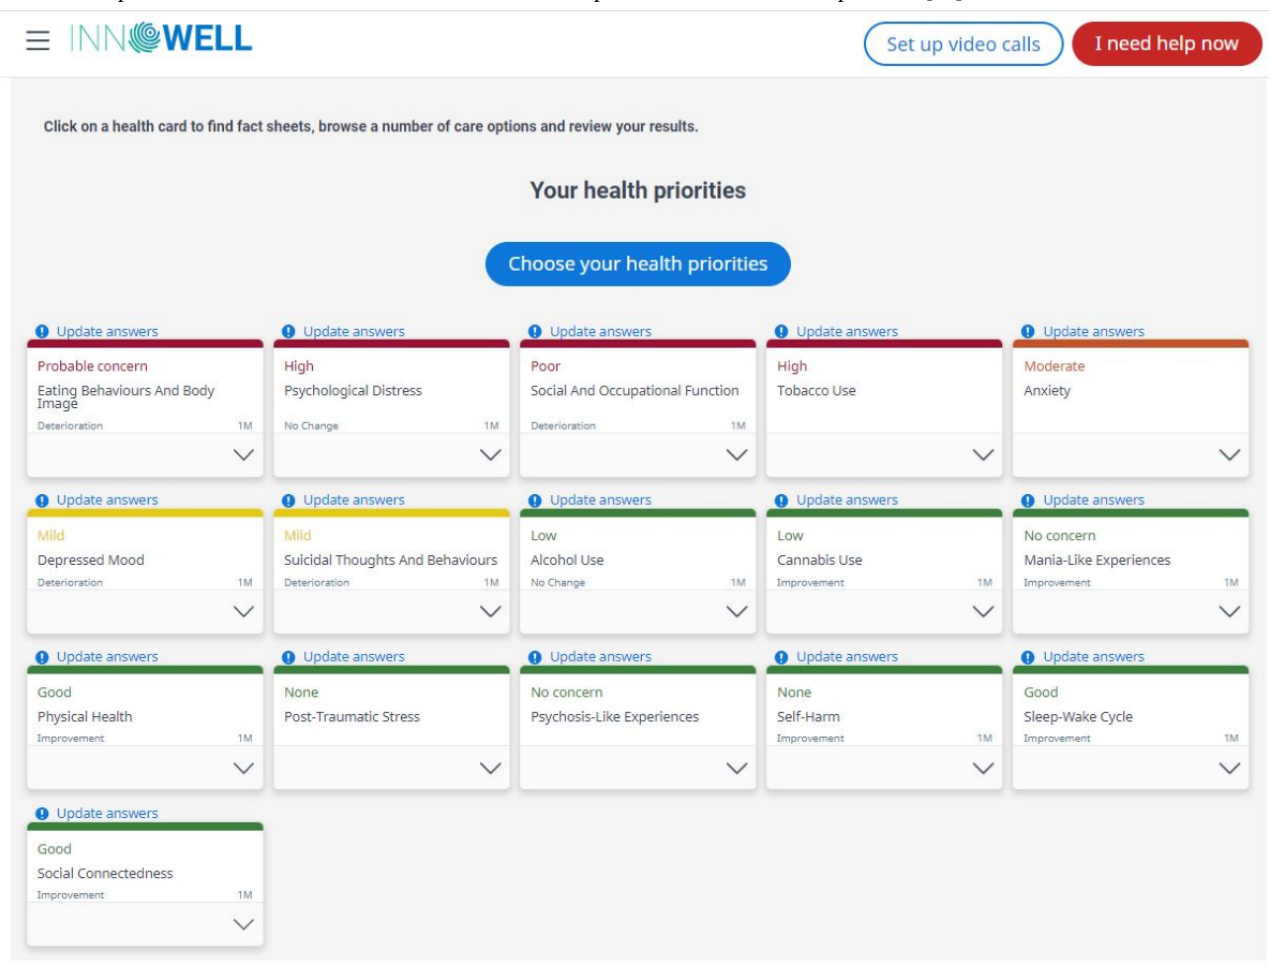 INNOWELL
Set up video calls
I need help now
Click on a health card to find fact sheets, browse a number of care options and review your results.
Your health priorities
Choose your health priorities
Update answers
Probable concern
Eating Behaviours And Body
Image
Deterioration 1M
Update answers
High
Psychological Distress
No Change 1M
Update answers
Poor
Social And Occupational Function
Deterioration 1M
Update answers
High
Tobacco Use
Update answers
Moderate
Anxiety
Update answers
Mild
Depressed Mood
Deterioration 1M
Update answers
Mild
Suicidal Thoughts And Behaviours
Deterioration 1M
Update answers
Low
Alcohol Use
No Change 1M
Update answers
Low
Cannabis Use
Improvement 1M
Update answers
No concern
Mania-Like Experiences
Improvement 1M
Update answers
Good
Physical Health
Improvement 1M
Update answers
None
Post-Traumatic Stress
Update answers
No concern
Psychosis-Like Experiences
Update answers
None
Self-Harm
Improvement 1M
Update answers
Good
Sleep-Wake Cycle
Improvement 1M
Update answers
Good
Social Connectedness
Improvement 1M